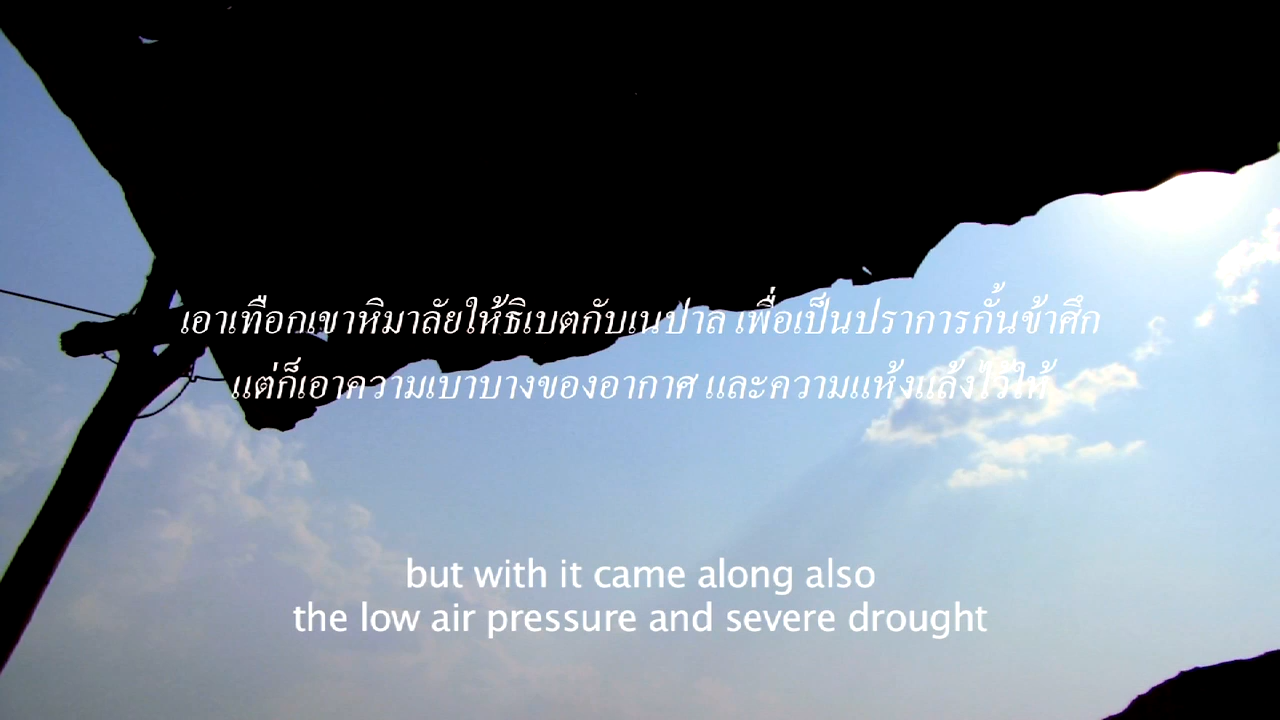 เอาเทือกเขาหิมาลัยให้ธิเบตกับเนปาล เพื่อเป็นปราการกั้นข้าศึก
แต่ก็เอาความเบาบางของอากาศ และความแห้งแล้งไว้ให้
but with it came along also
the low air pressure and severe drought